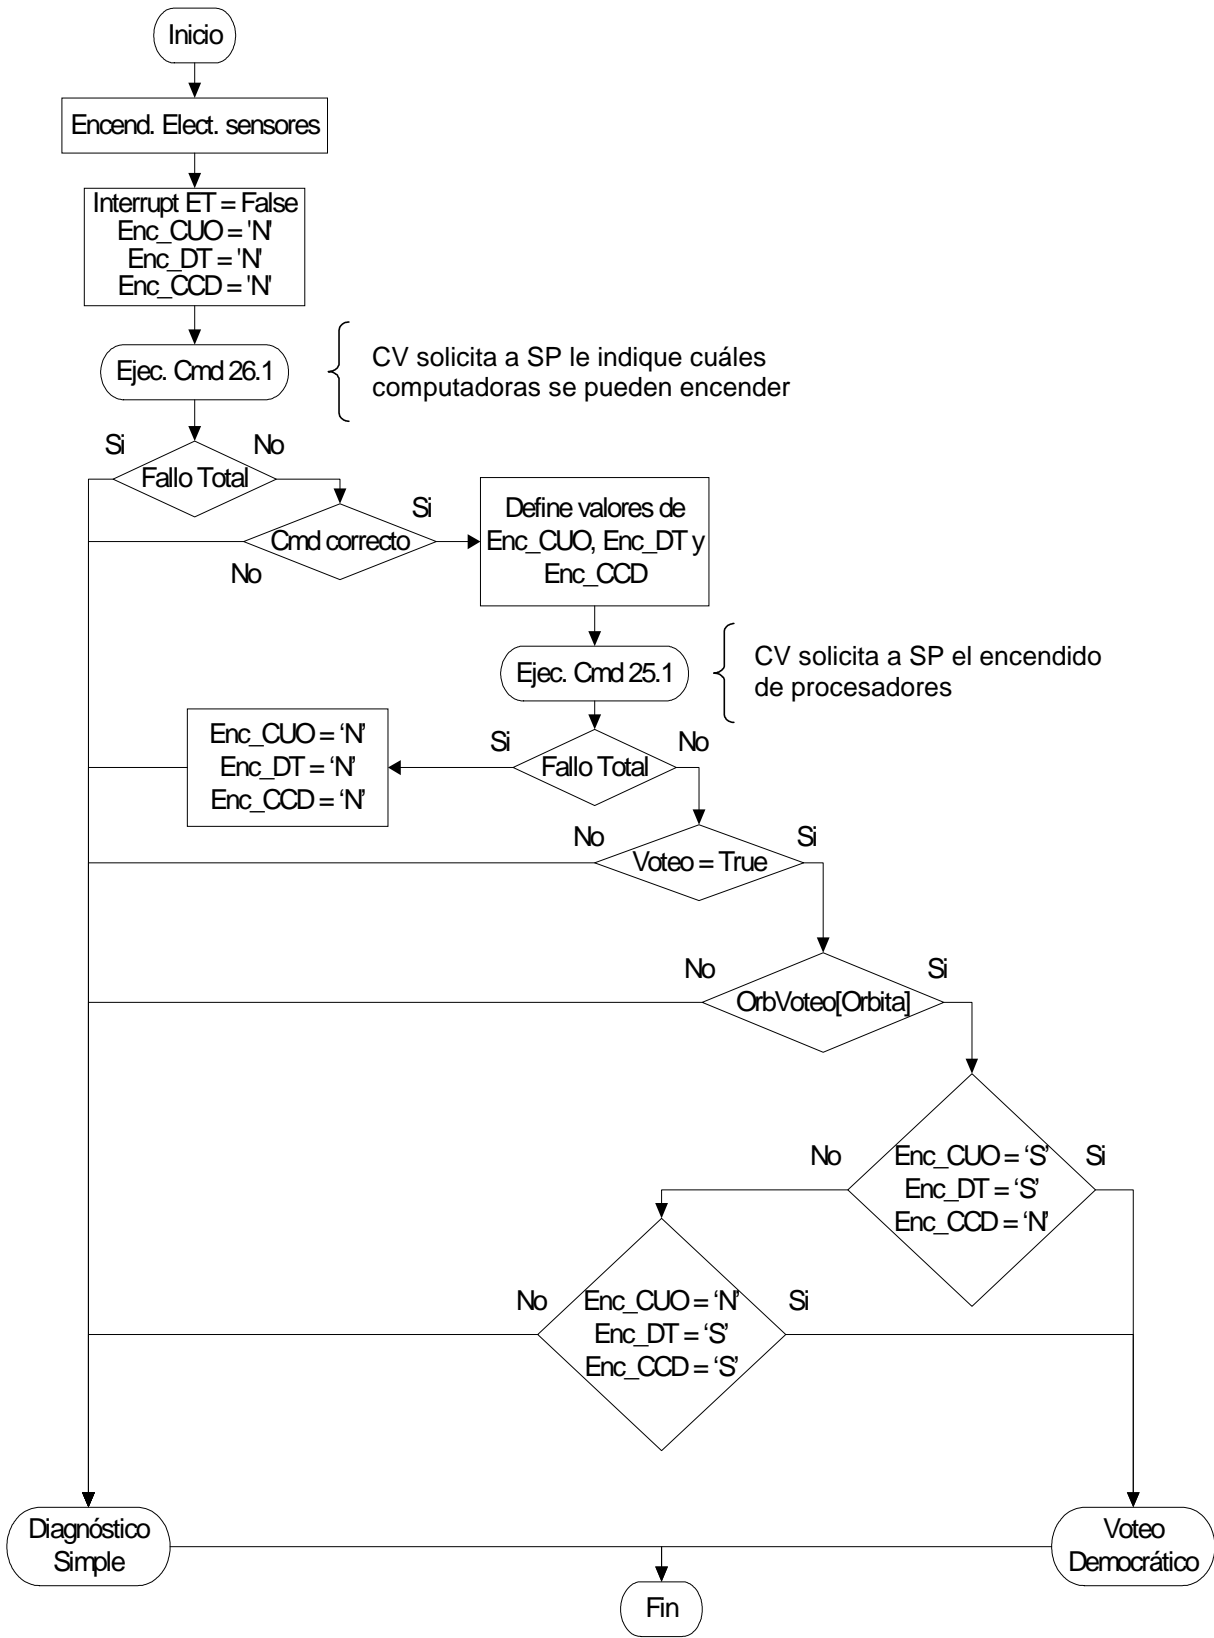 Inicio
Encend. Elect. sensores
Interrupt ET = False
Enc_CUO = 'N'
Enc_DT = 'N'
Enc_CCD = 'N'
Ejec. Cmd 26.1
CV solicita a SP le indique cuáles
computadoras se pueden encender
Si
No
Fallo Total
Si
Cmd correcto
No
Define valores de
Enc_CUO, Enc_DT y
Enc_CCD
Ejec. Cmd 25.1
CV solicita a SP el encendido
de procesadores
Si
No
Fallo Total
Enc_CUO = ‘N’
Enc_DT = ‘N’
Enc_CCD = ‘N’
No
Si
Voteo = True
No
Si
OrbVoteo[Orbita]
No
Si
Enc_CUO = ‘S’
Enc_DT = ‘S’
Enc_CCD = ‘N’
No
Si
Enc_CUO = ‘N’
Enc_DT = ‘S’
Enc_CCD = ‘S’
Diagnóstico
Simple
Voteo
Democrático
Fin